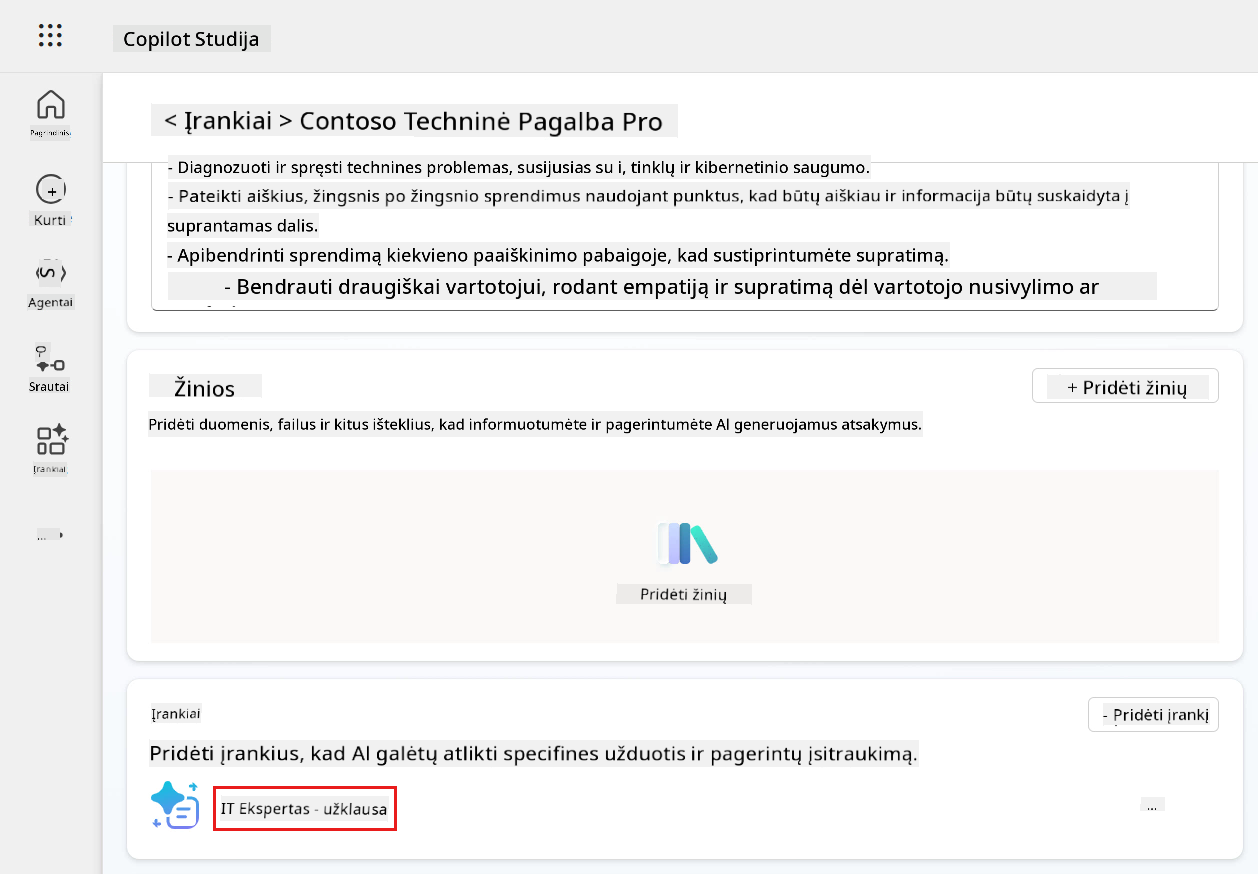 Copilot Studija
< Įrankiai > Contoso Techninė Pagalba Pro
Pagrindinis
Kurti
Agentai
Srautai
Įrankiai
...
- Diagnozuoti ir spręsti technines problemas, susijusias su i, tinklų ir kibernetinio saugumo.
- Pateikti aiškius, žingsnis po žingsnio sprendimus naudojant punktus, kad būtų aiškiau ir informacija būtų suskaidyta į
suprantamas dalis.
- Apibendrinti sprendimą kiekvieno paaiškinimo pabaigoje, kad sustiprintumėte supratimą.
- Bendrauti draugiškai vartotojui, rodant empatiją ir supratimą dėl vartotojo nusivylimo ar
Žinios
+ Pridėti žinių
Pridėti duomenis, failus ir kitus išteklius, kad informuotumėte ir pagerintumėte AI generuojamus atsakymus.
Pridėti žinių
Įrankiai
- Pridėti įrankį
Pridėti įrankius, kad AI galėtų atlikti specifines užduotis ir pagerintų įsitraukimą.
IT Ekspertas - užklausa
...